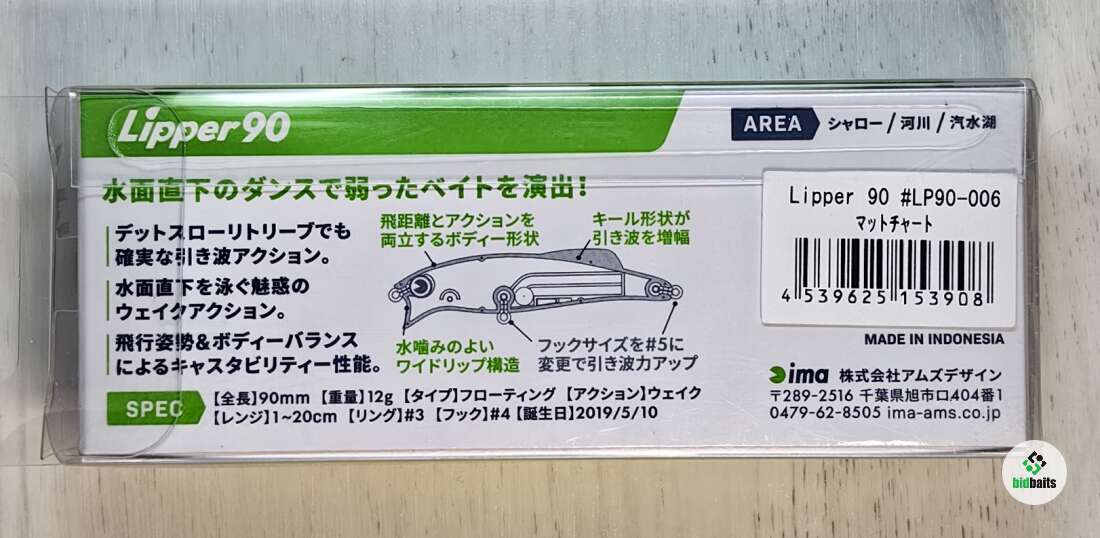 Lipper 90
AREA シャロー/河川/汽水湖
水面直下のダンスで弱ったベイトを演出!
デットスローリトリーブでも
確実な引き波アクション。
水面直下を泳ぐ魅惑の
ウェイクアクション。
飛行姿勢&ボディーバランス
によるキャスタビリティー性能。
飛距離とアクションを
両立するボディー形状
キール形状が
引き波を増幅
水噛みのよい
ワイドリップ構造
フックサイズを#5に
変更で引き波力アップ
Lipper 90 #LP90-006
マットチャート
4 539625 153908
MADE IN INDONESIA
SPEC
【全長】90mm 【重量】12g 【タイプ】フローティング 【アクション】ウェイク
【レンジ】1~20cm 【リング】#3 【フック】#4 【誕生日】2019/5/10
ima 株式会社アムズデザイン
〒289-2516 千葉県旭市ロ404番1
0479-62-8505 ima-ams.co.jp
bidbaits